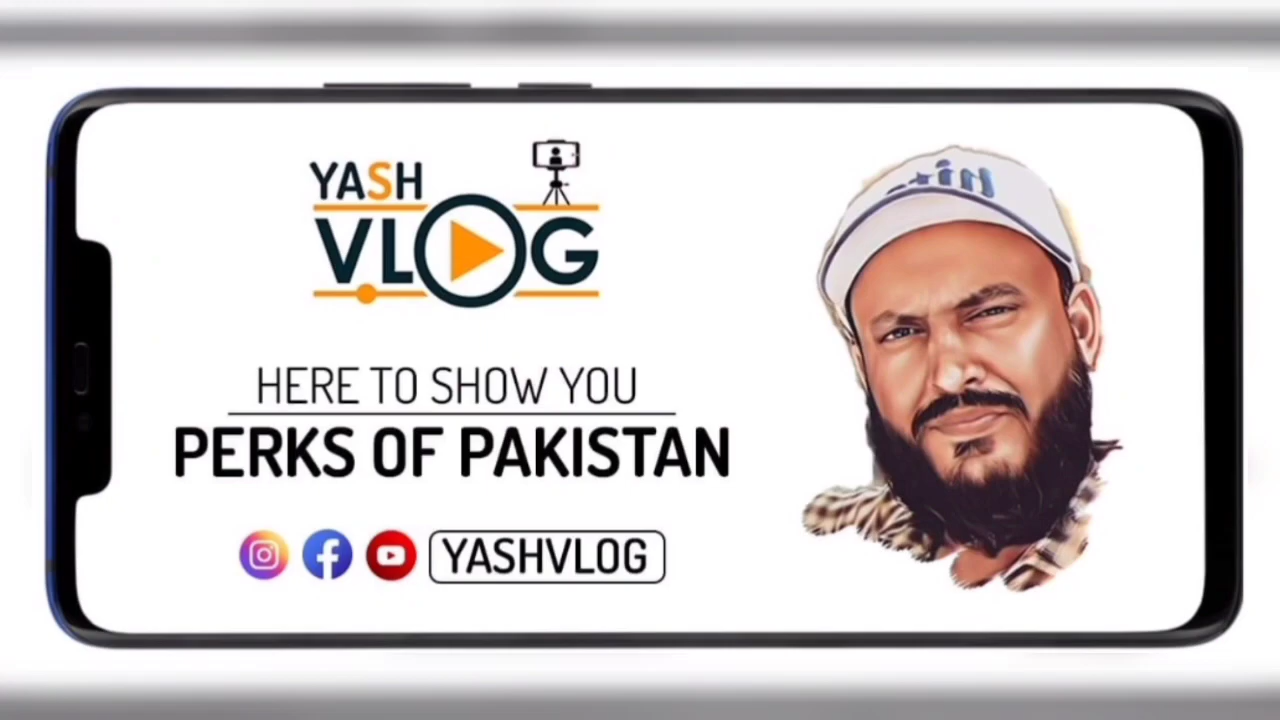 YASH
VLOG
HERE TO SHOW YOU
PERKS OF PAKISTAN
YASHVLOG